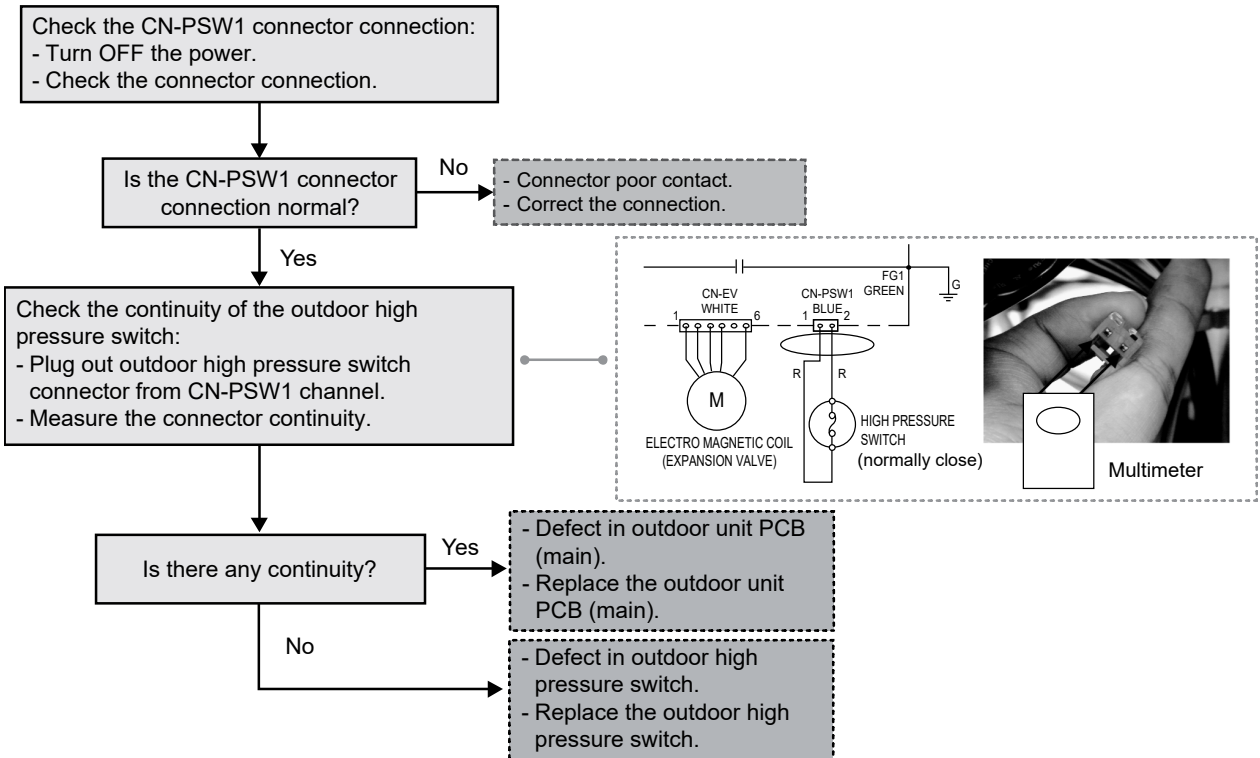 Check the CN-PSW1 connector connection:
- Turn OFF the power.
- Check the connector connection.
Is the CN-PSW1 connector
connection normal?
No
- Connector poor contact.
- Correct the connection.
Yes
Check the continuity of the outdoor high
pressure switch:
- Plug out outdoor high pressure switch
connector from CN-PSW1 channel.
- Measure the connector continuity.
FG1
GREEN
G
CN-EV
WHITE
1
6
CN-PSW1
BLUE
1
2
R
R
M
ELECTRO MAGNETIC COIL
(EXPANSION VALVE)
HIGH PRESSURE
SWITCH
(normally close)
Multimeter
Is there any continuity?
Yes
- Defect in outdoor unit PCB
(main).
- Replace the outdoor unit
PCB (main).
No
- Defect in outdoor high
pressure switch.
- Replace the outdoor high
pressure switch.